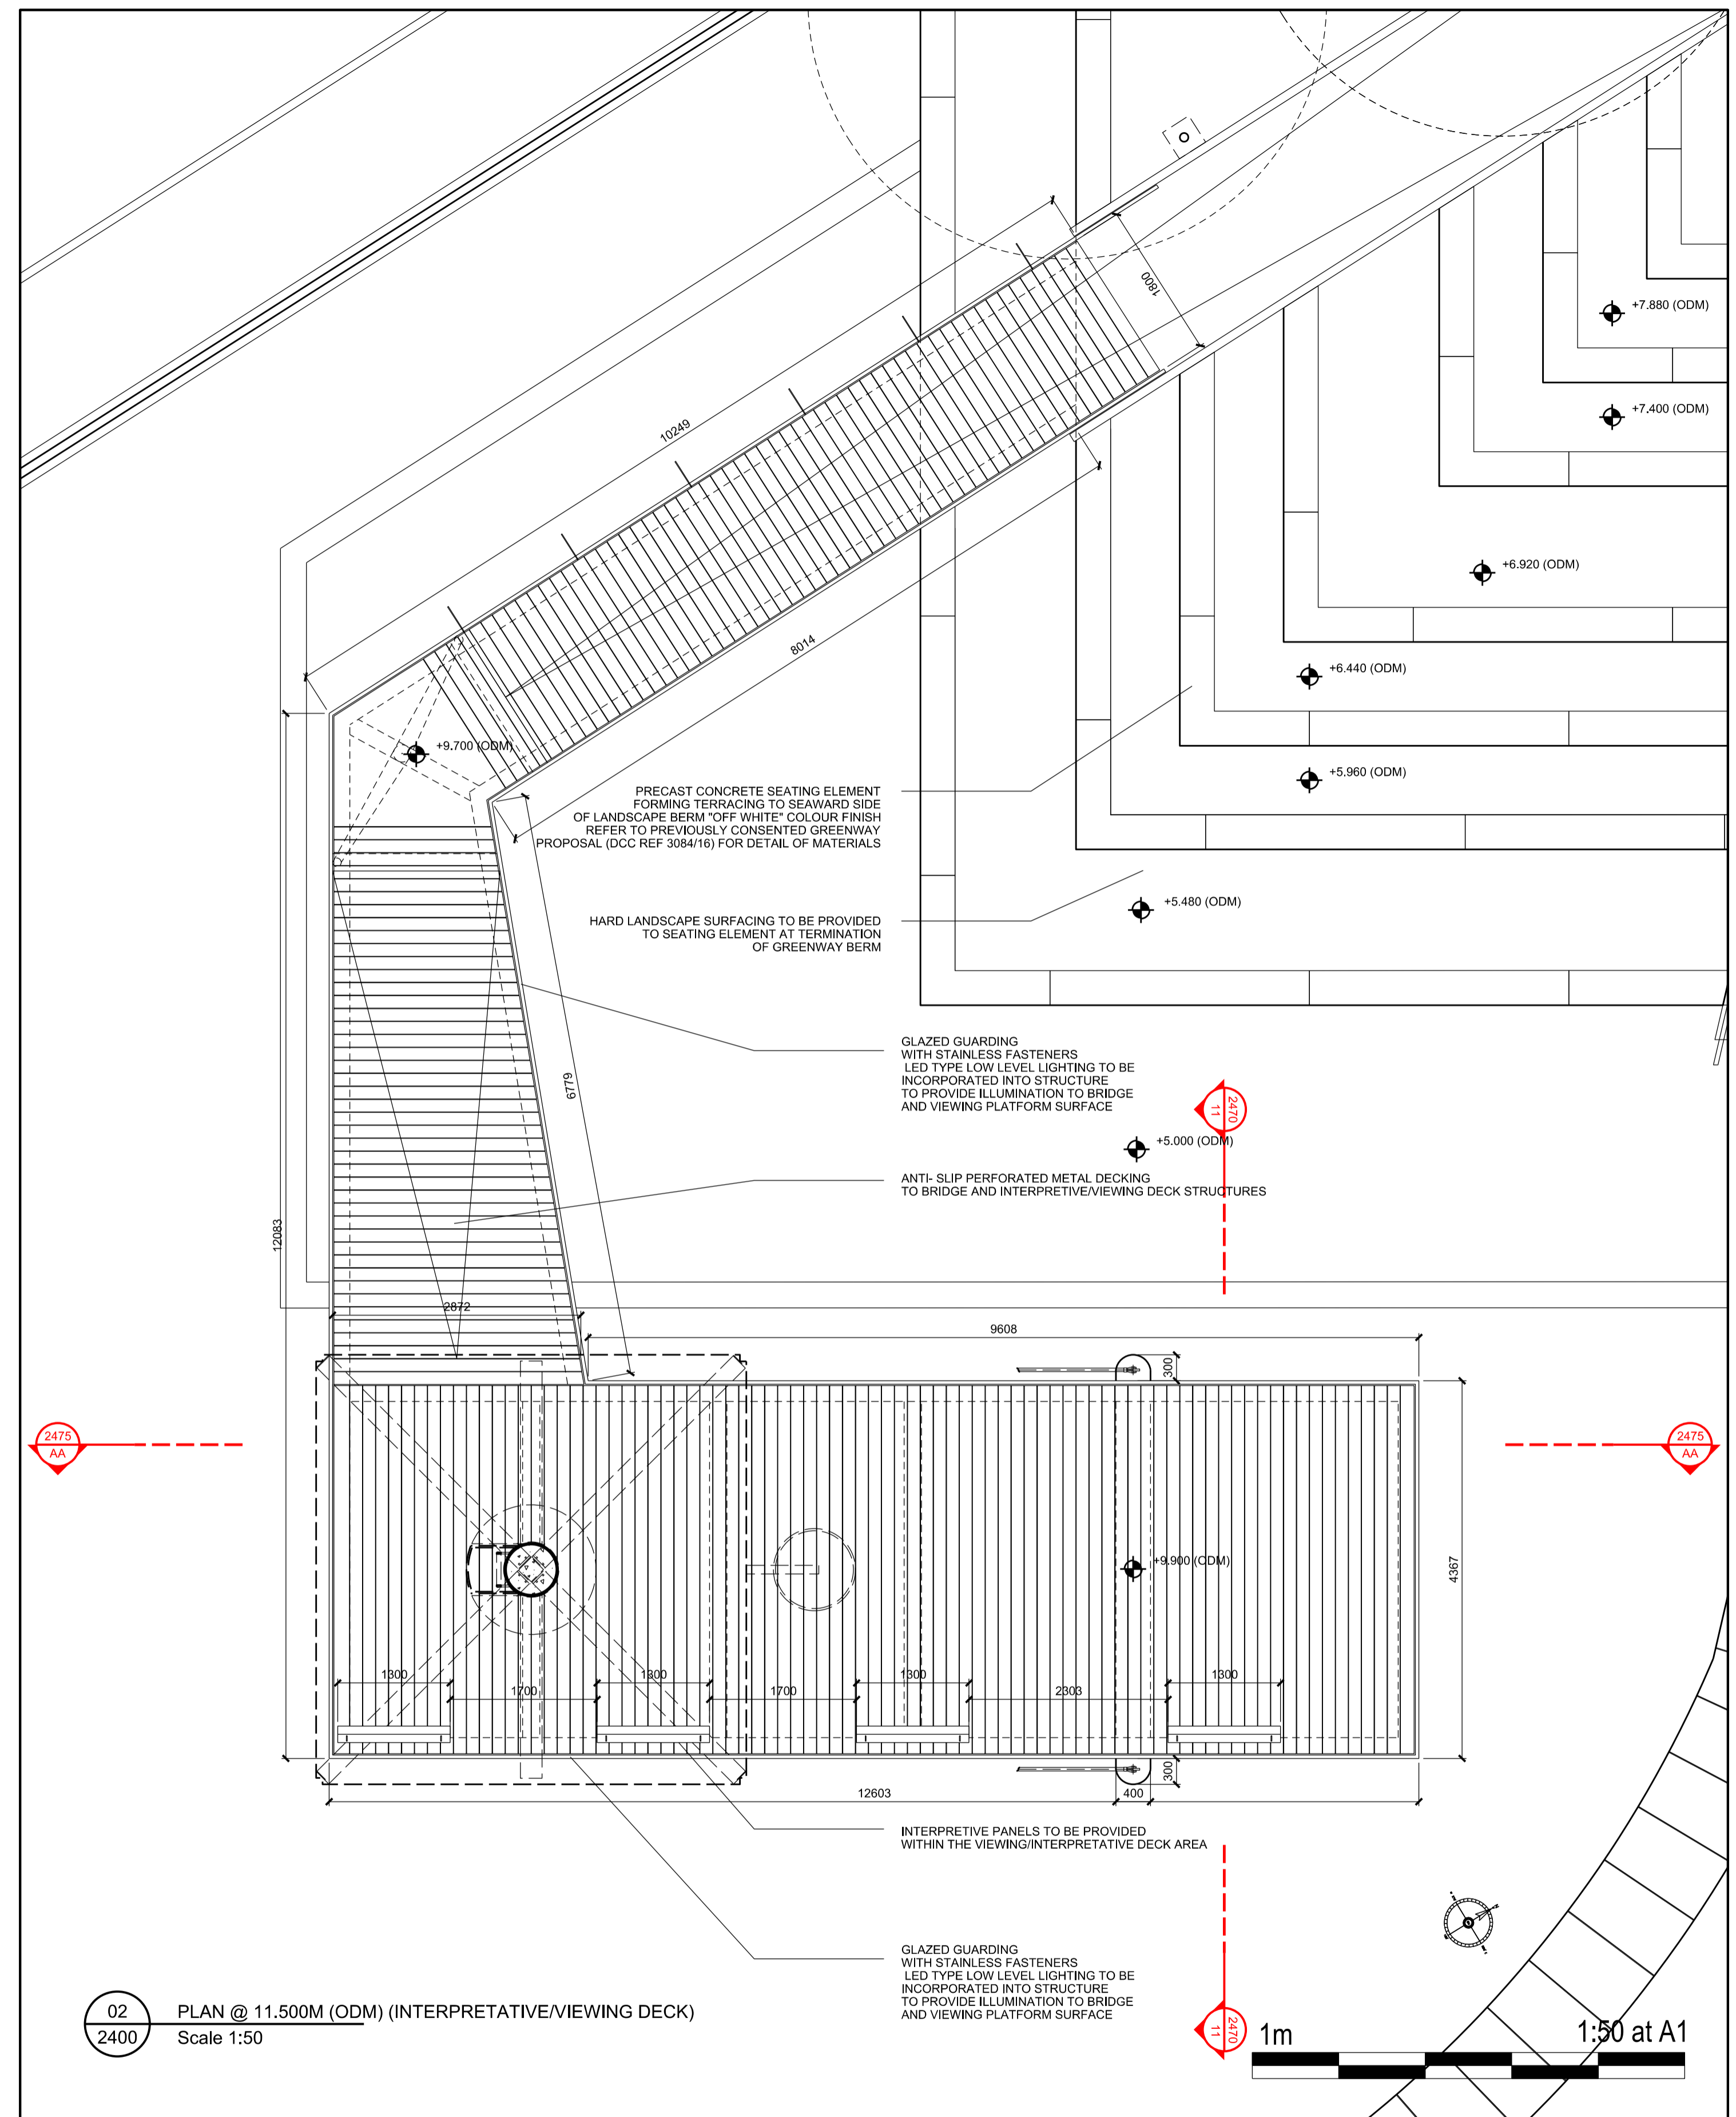 +7.880 (ODM)
1800
+7.400 (ODM)
10249
+6.920 (ODM)
8014
+6.440 (ODM)
+9.700 (ODM)
+5.960 (ODM)
PRECAST CONCRETE SEATING ELEMENT
FORMING TERRACING TO SEAWARD SIDE
OF LANDSCAPE BERM "OFF WHITE" COLOUR FINISH
REFER TO PREVIOUSLY CONSENTED GREENWAY
PROPOSAL (DCC REF 3084/16) FOR DETAIL OF MATERIALS
+5.480 (ODM)
HARD LANDSCAPE SURFACING TO BE PROVIDED
TO SEATING ELEMENT AT TERMINATION
OF GREENWAY BERM
GLAZED GUARDING
WITH STAINLESS FASTENERS
LED TYPE LOW LEVEL LIGHTING TO BE
INCORPORATED INTO STRUCTURE
TO PROVIDE ILLUMINATION TO BRIDGE
AND VIEWING PLATFORM SURFACE
6779
2470
11
+5.000 (ODM)
ANTI- SLIP PERFORATED METAL DECKING
TO BRIDGE AND INTERPRETIVE/VIEWING DECK STRUCTURES
12083
2872
9608
300
2475
AA
2475
AA
+9.900 (ODM)
4367
1300
1300
1300
1300
1700
1700
2303
300
12603
400
INTERPRETIVE PANELS TO BE PROVIDED
WITHIN THE VIEWING/INTERPRETATIVE DECK AREA
GLAZED GUARDING
WITH STAINLESS FASTENERS
LED TYPE LOW LEVEL LIGHTING TO BE
INCORPORATED INTO STRUCTURE
TO PROVIDE ILLUMINATION TO BRIDGE
AND VIEWING PLATFORM SURFACE
2470
11
02
2400
PLAN @ 11.500M (ODM) (INTERPRETATIVE/VIEWING DECK)
Scale 1:50
1m
1:50 at A1